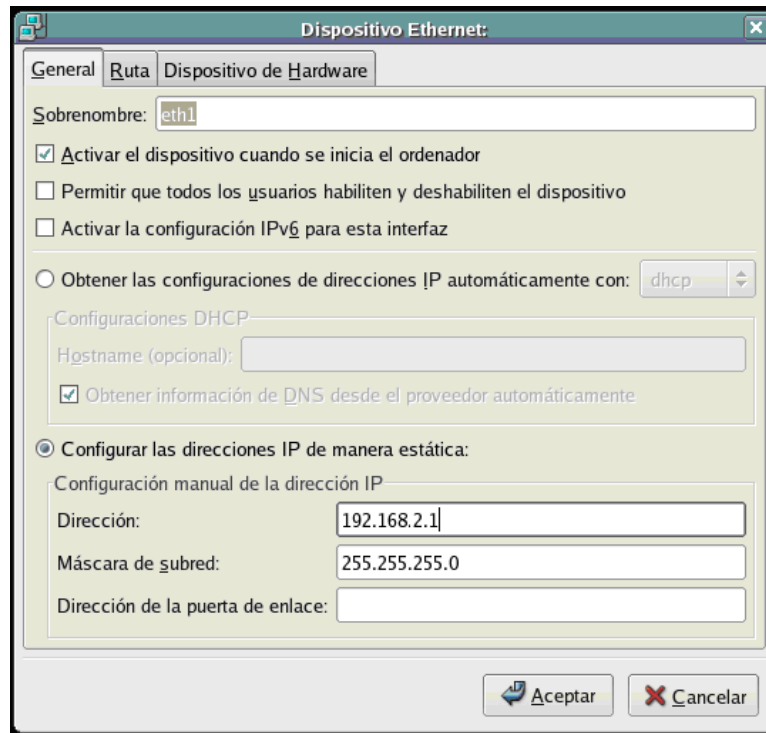 Dispositivo Ethernet:
General Ruta Dispositivo de Hardware
Sobrenombre: eth1
Activar el dispositivo cuando se inicia el ordenador
Permitir que todos los usuarios habiliten y deshabiliten el dispositivo
Activar la configuración IPv6 para esta interfaz
Obtener las configuraciones de direcciones IP automáticamente con: dhcp
Configuraciones DHCP
Hostname (opcional):
Obtener información de DNS desde el proveedor automáticamente
Configurar las direcciones IP de manera estática:
Configuración manual de la dirección IP
Dirección: 192.168.2.1
Máscara de subred: 255.255.255.0
Dirección de la puerta de enlace:
Aceptar Cancelar